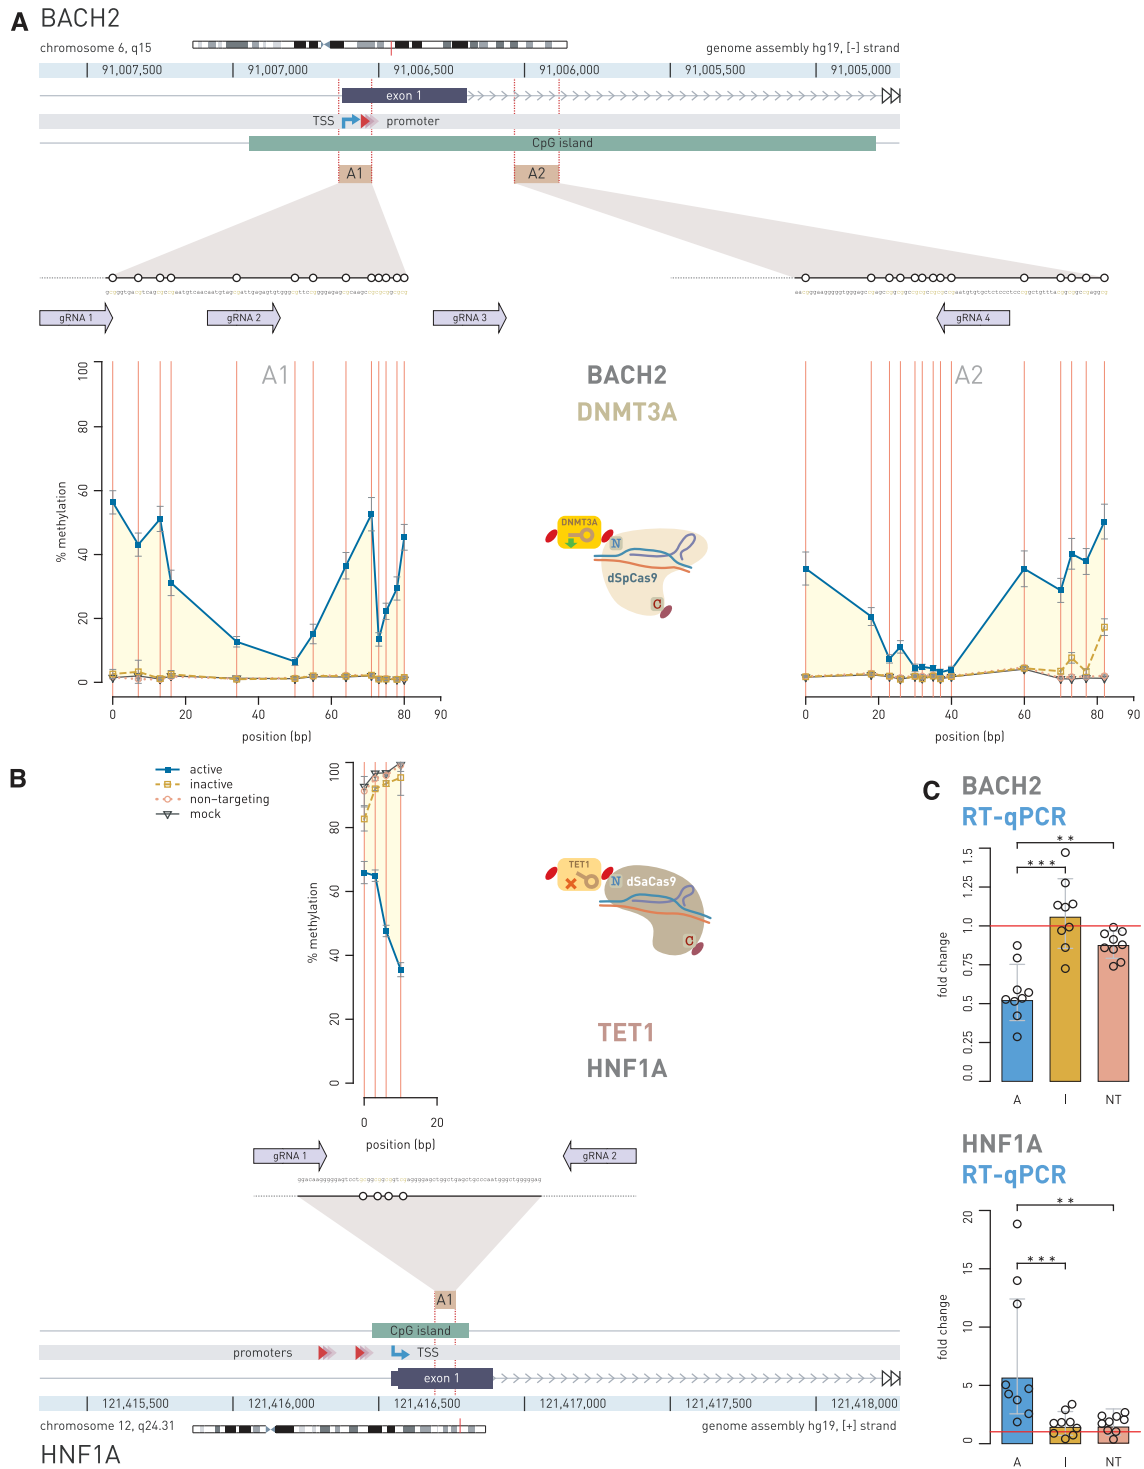 A BACH2
chromosome 6, q15
genome assembly hg19, [-] strand
91,007,500 91,007,000 91,006,500 91,006,000 91,005,500 91,005,000
exon 1
TSS promoter
CpG island
A1 A2
gRNA 1 gRNA 2 gRNA 3 gRNA 4
A1
BACH2
DNMT3A
A2
% methylation
100
80
60
40
20
0
DNMT3A
N
dSpCas9
C
0 20 40 60 80 90
position (bp)
0 20 40 60 80 90
position (bp)
B
active
inactive
non-targeting
mock
% methylation
100
80
60
40
20
0
0 20
position (bp)
TET1
N dSaCas9
C
TET1
HNF1A
gRNA 1 gRNA 2
A1
CpG island
promoters TSS
exon 1
121,415,500 121,416,000 121,416,500 121,417,000 121,417,500 121,418,000
chromosome 12, q24.31
genome assembly hg19, [+] strand
HNF1A
C BACH2
RT-qPCR
**
***
fold change
1.5
1.25
1.0
0.75
0.5
0.25
0.0
A I NT
HNF1A
RT-qPCR
**
***
fold change
20
15
10
5
0
A I NT